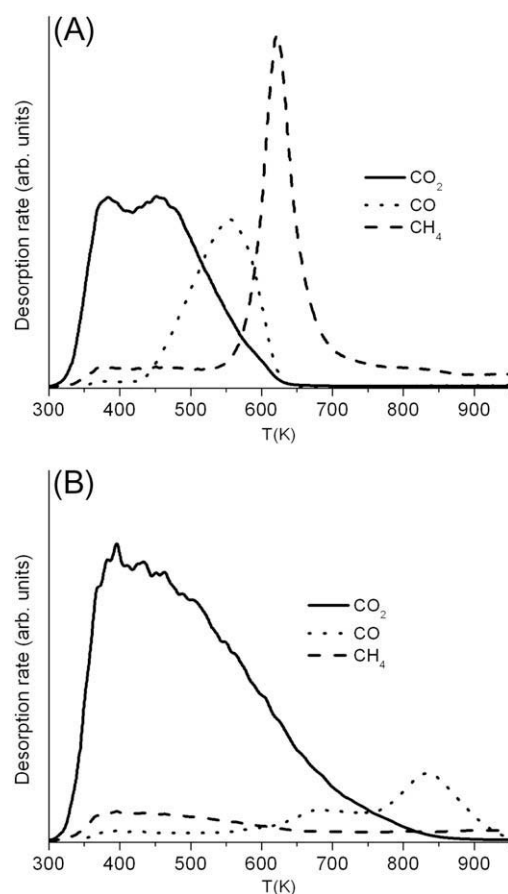 (A)
Desorption rate (arb. units)
CO₂
CO
CH₄
300 400 500 600 700 800 900
T(K)
(B)
Desorption rate (arb. units)
CO₂
CO
CH₄
300 400 500 600 700 800 900
T(K)